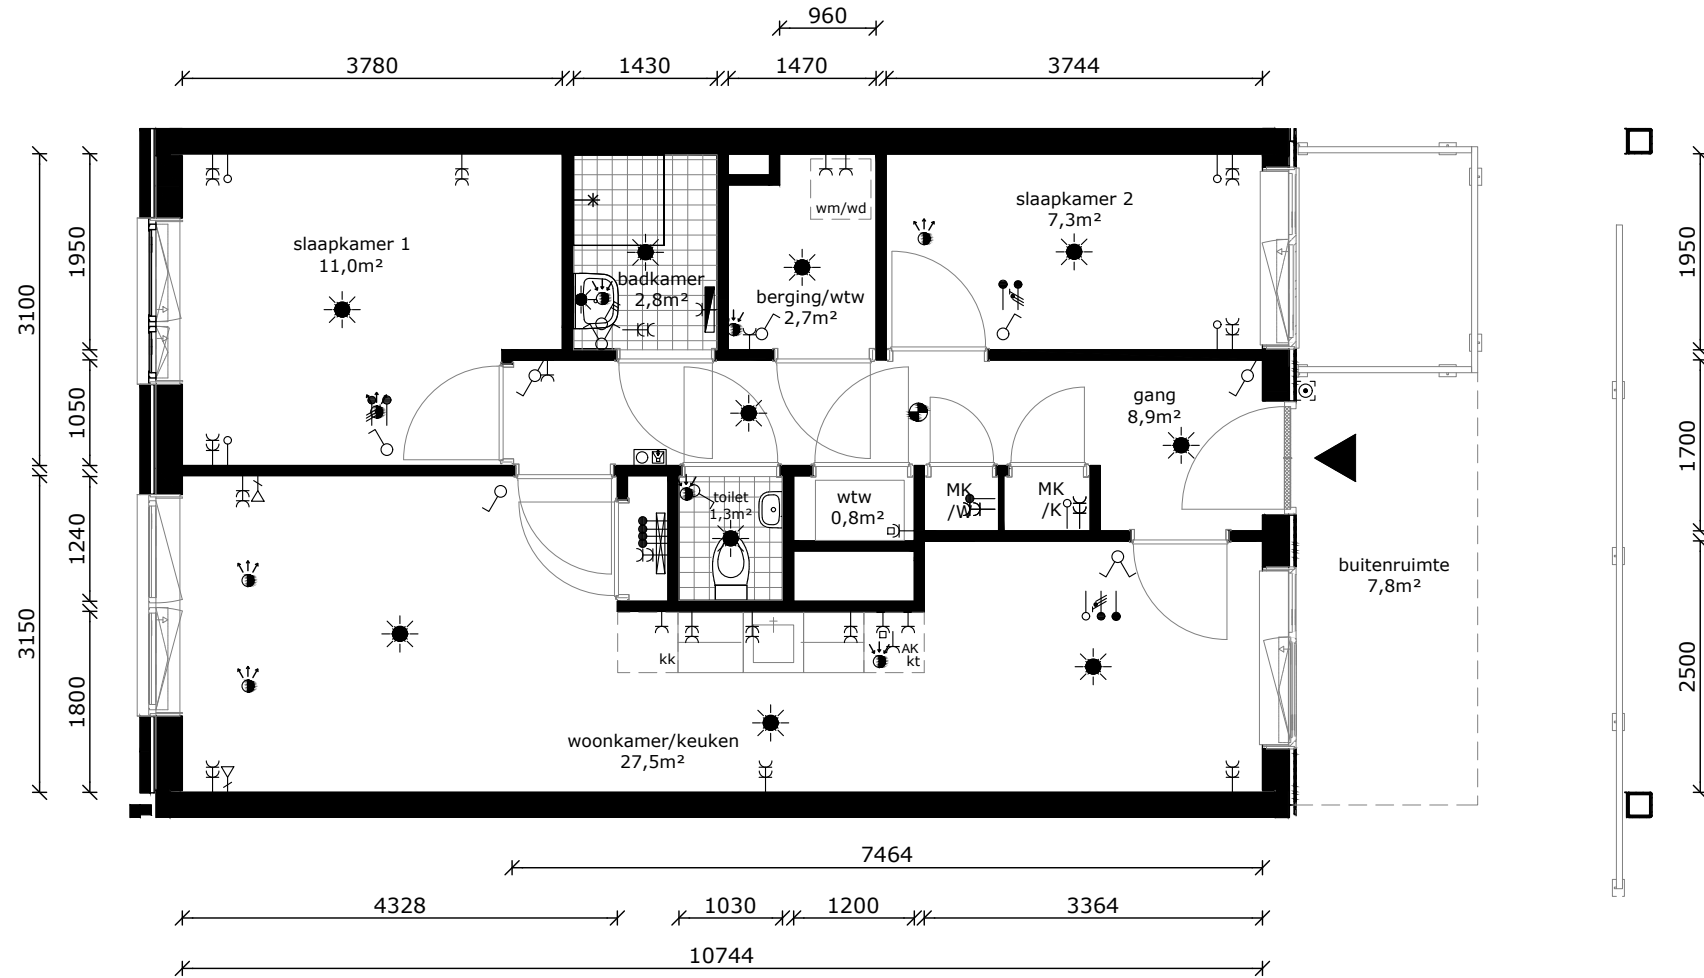 960
3780
1430
1470
3744
slaapkamer 1
11,0m²
badkamer
2,8m²
wm/wd
berging/wtw
2,7m²
slaapkamer 2
7,3m²
3100
1950
1050
1240
3150
1800
1950
1700
2500
gang
8,9m²
toilet
1,3m²
wtw
0,8m²
MK
/W
MK
/K
buitenruimte
7,8m²
kk
AK
kt
woonkamer/keuken
27,5m²
7464
4328
1030
1200
3364
10744